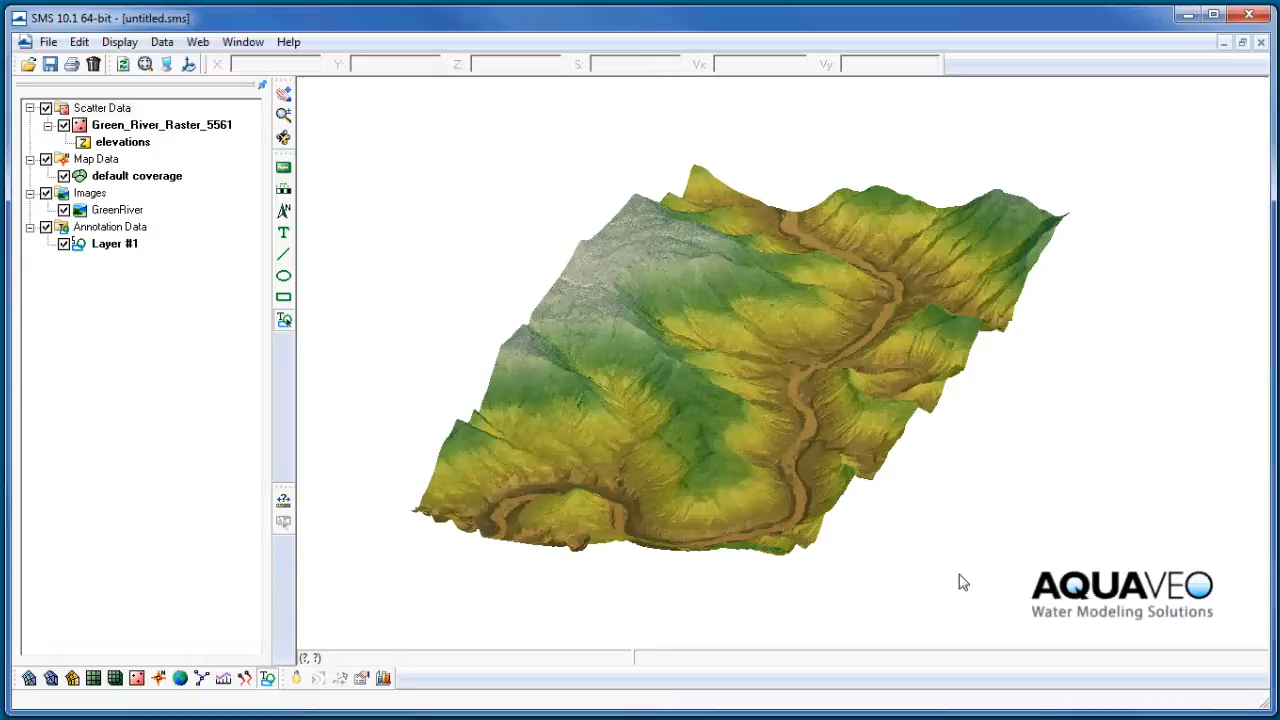 SMS 10.1 64-bit - [untitled.sms]
File Edit Display Data Web Window Help
X: Y: Z: S: Vx: Vy:
Scatter Data
Green_River_Raster_5561
elevations
Map Data
default coverage
Images
GreenRiver
Annotation Data
Layer #1
AQUAVEO
Water Modeling Solutions
(?, ?)